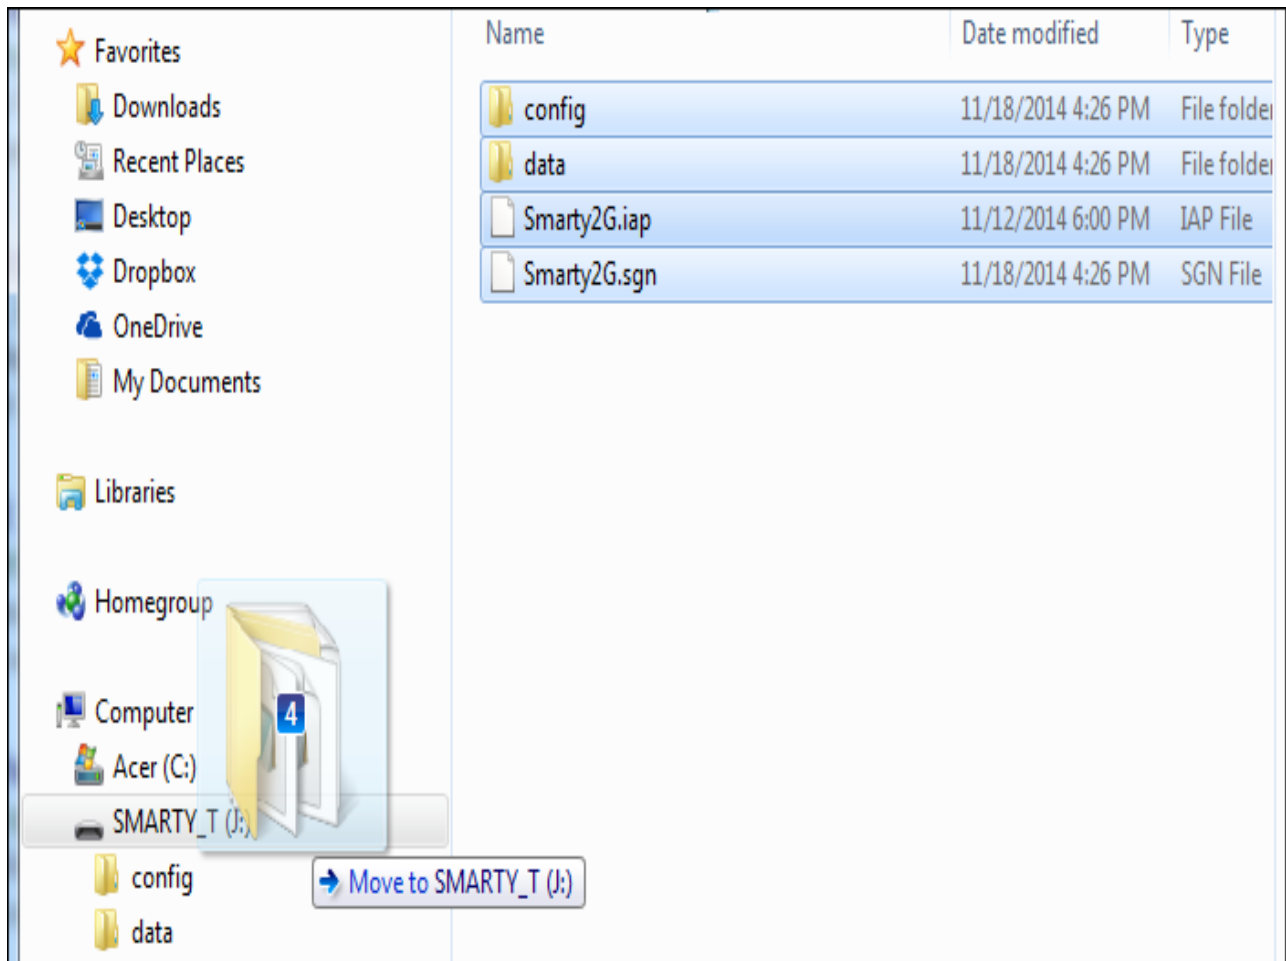 Name Date modified Type
Favorites
Downloads
Recent Places
Desktop
Dropbox
OneDrive
My Documents
Libraries
Homegroup
Computer
Acer (C:)
SMARTY_T (J:)
config
data
config 11/18/2014 4:26 PM File folder
data 11/18/2014 4:26 PM File folder
Smarty2G.iap 11/12/2014 6:00 PM IAP File
Smarty2G.sgn 11/18/2014 4:26 PM SGN File
4
Move to SMARTY_T (J:)